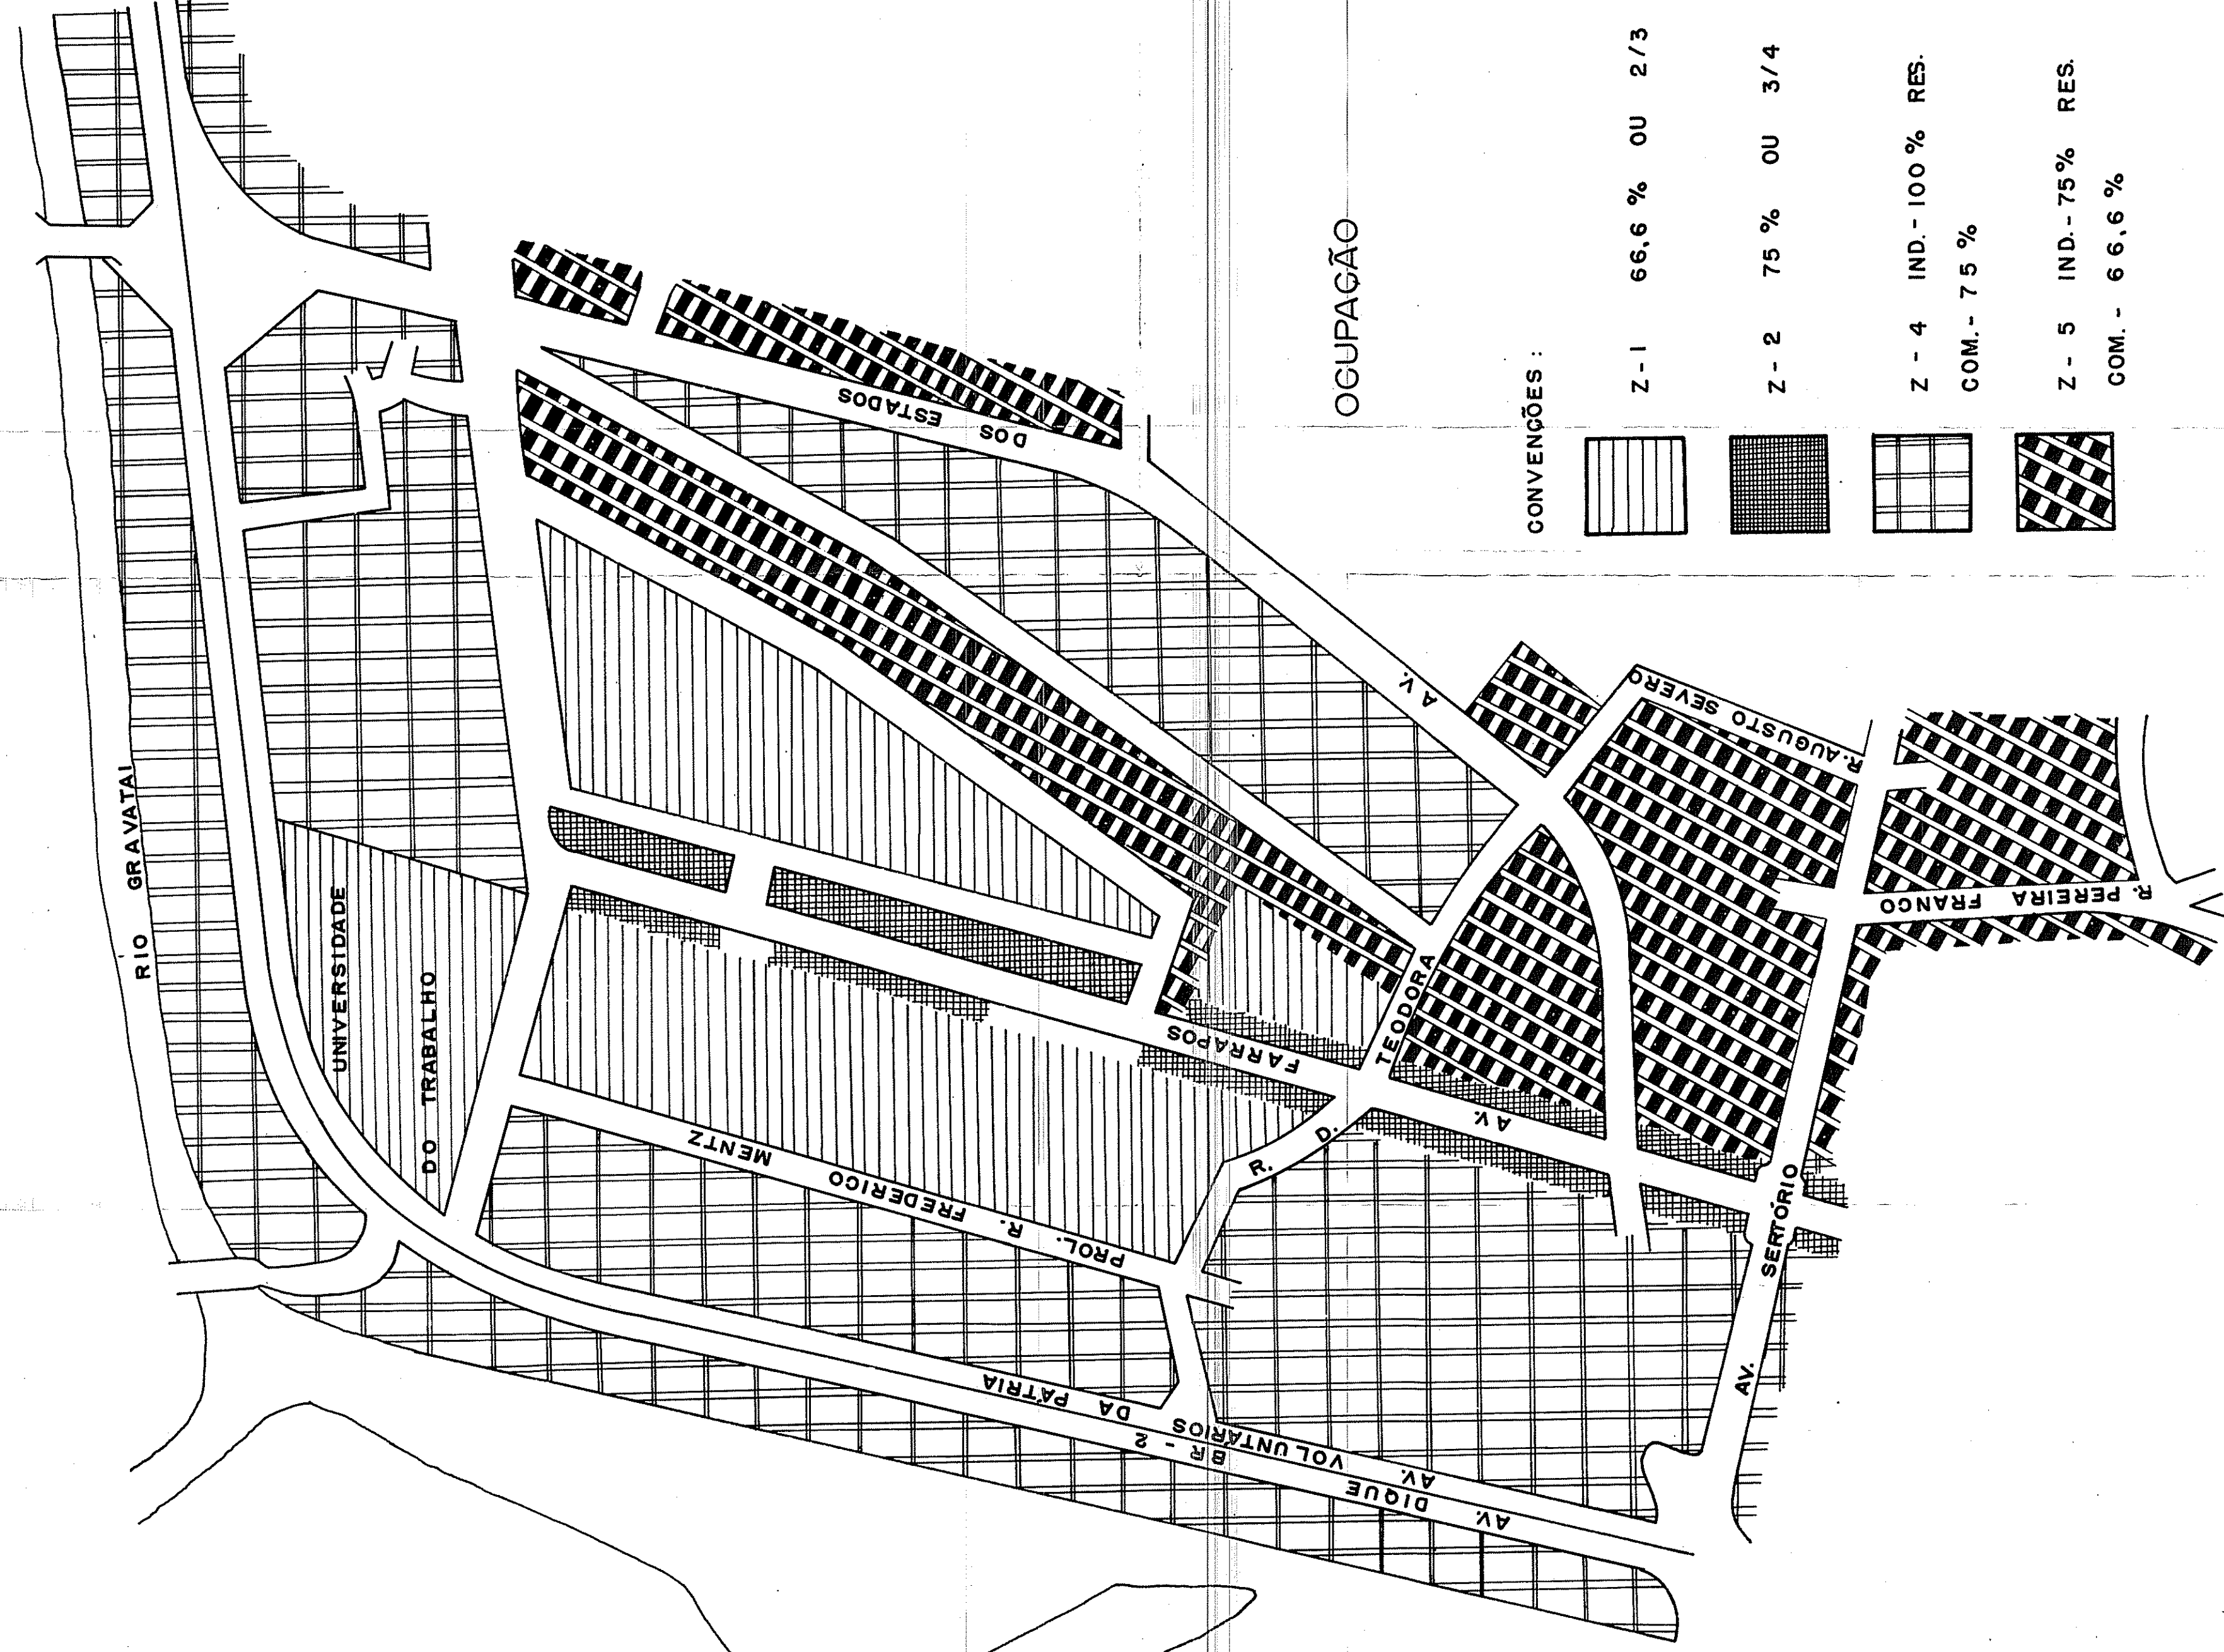 OCUPAÇÃO
CONVENÇÕES :
Z - 1 66,6 % OU 2/3
Z - 2 75 % OU 3/4
Z - 4 IND.- 100 % RES.
COM. - 75 %
Z - 5 IND. - 75% RES.
COM. - 66,6 %
RIO GRAVATAI
UNIVERSIDADE
DO TRABALHO
AV. DOS ESTADOS
R. AUGUSTO SEVERO
R. PEREIRA FRANCO
R. D. TEODORA
AV. FARRAPOS
AV. SERTÓRIO
PROL. R. FREDERICO MENTZ
AV. VOLUNTÁRIOS DA PÁTRIA
AV. DIQUE BR - 2